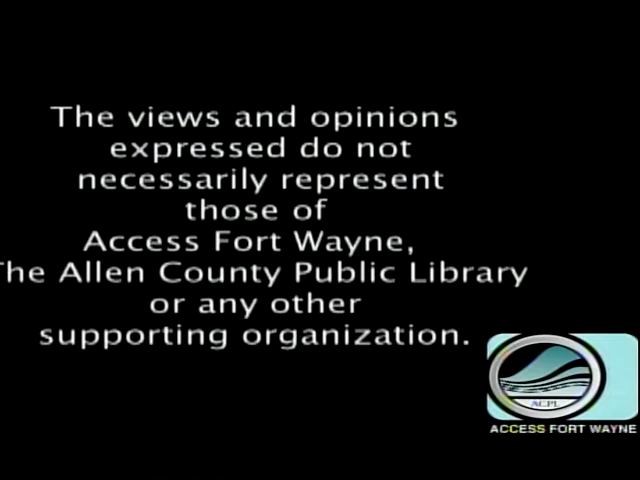 The views and opinions
expressed do not
necessarily represent
those of
Access Fort Wayne,
The Allen County Public Library
or any other
supporting organization.
ACPL
ACCESS FORT WAYNE